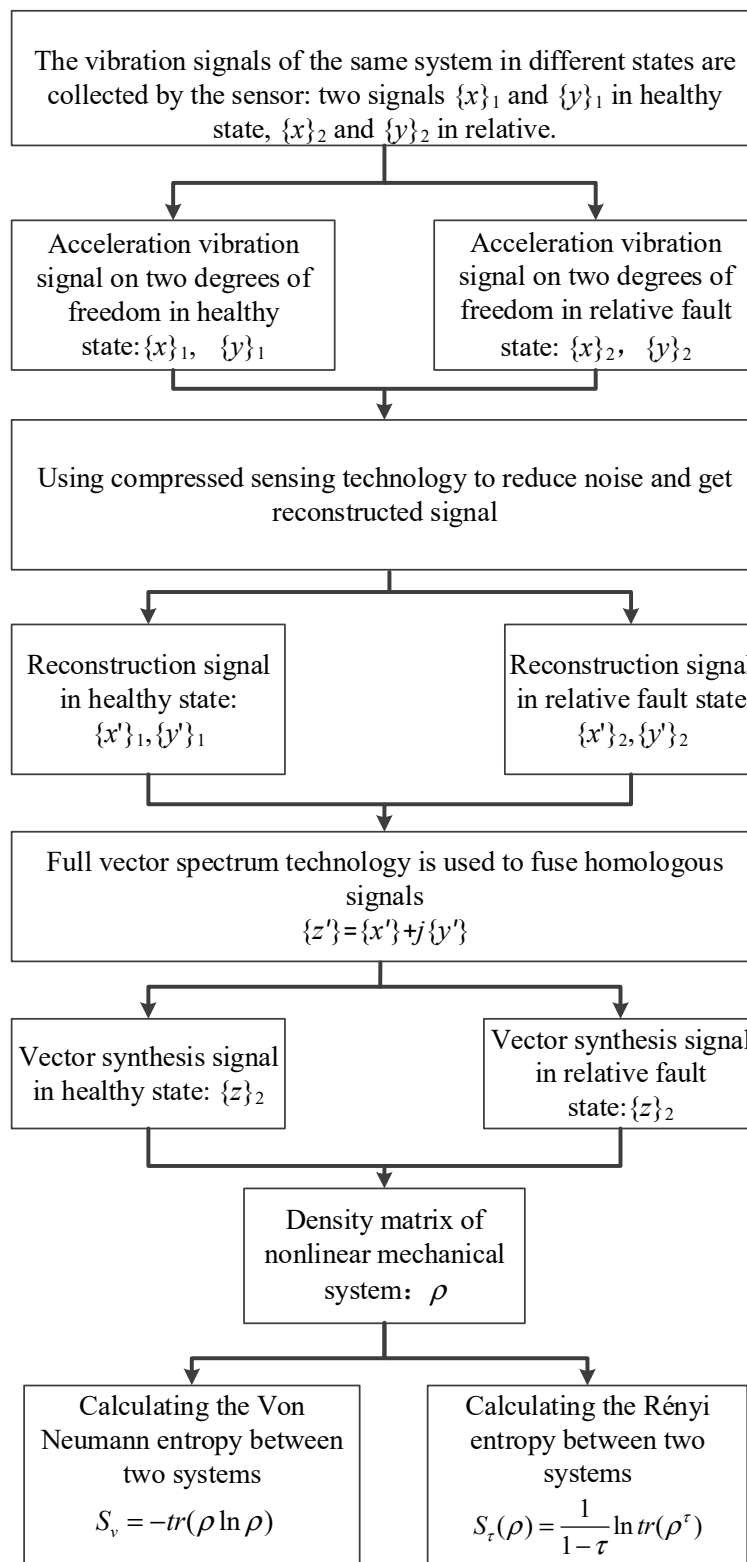 The vibration signals of the same system in different states are
collected by the sensor: two signals {x}₁ and {y}₁ in healthy
state, {x}₂ and {y}₂ in relative.
Acceleration vibration
signal on two degrees of
freedom in healthy
state:{x}₁, {y}₁
Acceleration vibration
signal on two degrees of
freedom in relative fault
state: {x}₂, {y}₂
Using compressed sensing technology to reduce noise and get
reconstructed signal
Reconstruction signal
in healthy state:
{x'}₁,{y'}₁
Reconstruction signal
in relative fault state
{x'}₂,{y'}₂
Full vector spectrum technology is used to fuse homologous
signals
{z'}={x'}+j{y'}
Vector synthesis signal
in healthy state: {z}₂
Vector synthesis signal
in relative fault
state:{z}₂
Density matrix of
nonlinear mechanical
system: ρ
Calculating the Von
Neumann entropy between
two systems
S_v = −tr(ρ ln ρ)
Calculating the Rényi
entropy between two
systems
S_τ(ρ) = 1/(1−τ) ln tr(ρ^τ)